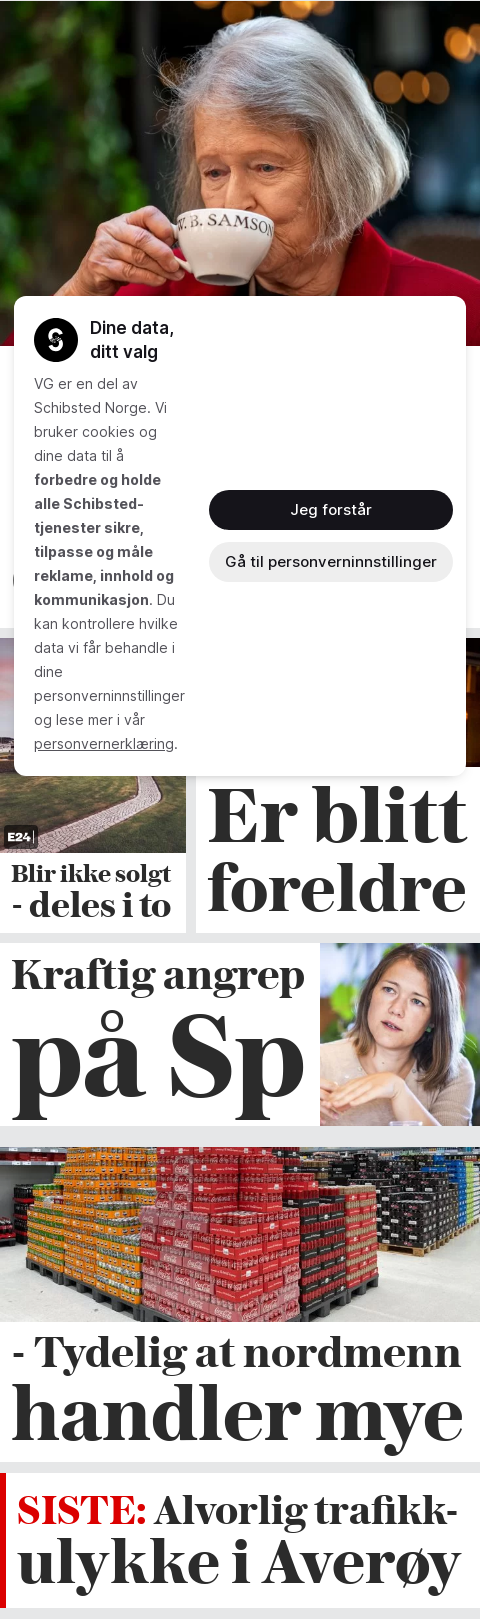 W. B. SAMSON
Dine data,
ditt valg
VG er en del av
Schibsted Norge. Vi
bruker cookies og
dine data til å
forbedre og holde
alle Schibsted-
tjenester sikre,
tilpasse og måle
reklame, innhold og
kommunikasjon. Du
kan kontrollere hvilke
data vi får behandle i
dine
personverninnstillinger
og lese mer i vår
personvernerklæring.
Jeg forstår
Gå til personverninnstillinger
E24
Blir ikke solgt
- deles i to
Er blitt
foreldre
Kraftig angrep
på Sp
- Tydelig at nordmenn
handler mye
SISTE: Alvorlig trafikk-
ulykke i Averøy